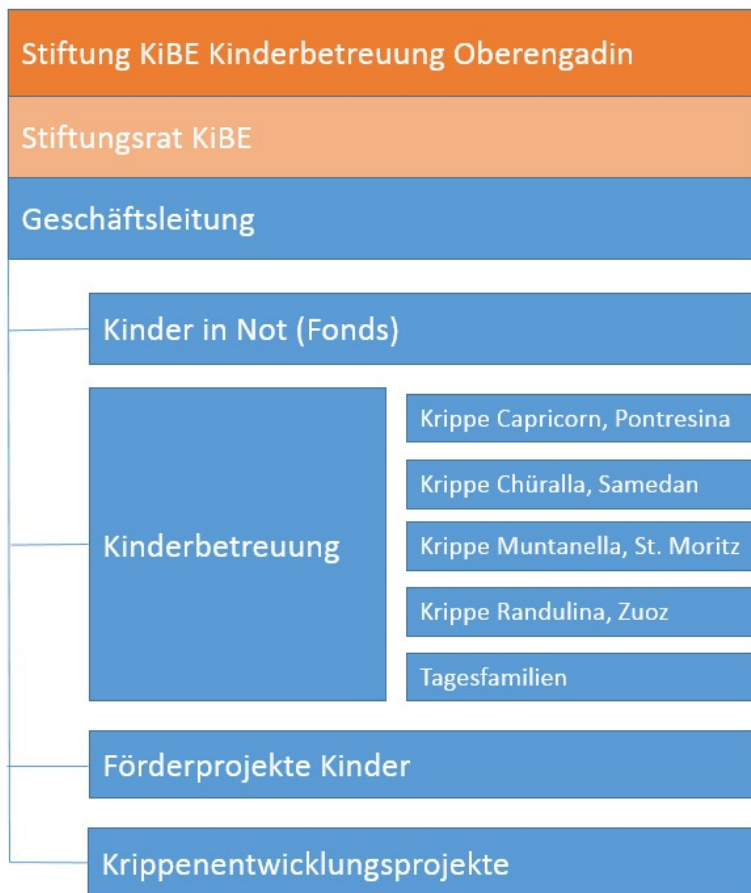 Stiftung KiBE Kinderbetreuung Oberengadin
Stiftungsrat KiBE
Geschäftsleitung
Kinder in Not (Fonds)
Kinderbetreuung
Krippe Capricorn, Pontresina
Krippe Chüralla, Samedan
Krippe Muntanella, St. Moritz
Krippe Randulina, Zuoz
Tagesfamilien
Förderprojekte Kinder
Krippenentwicklungsprojekte